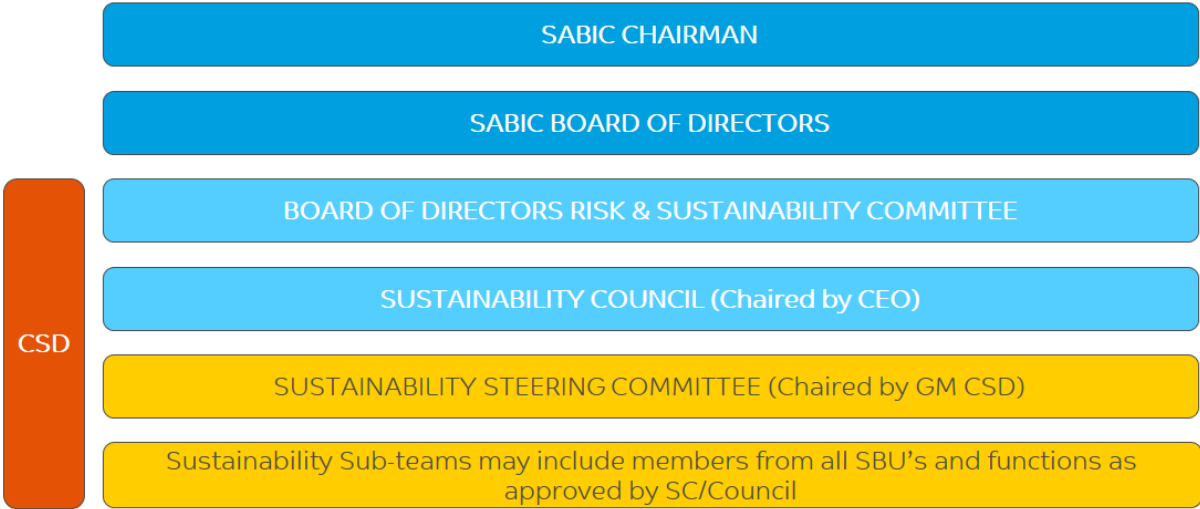 SABIC CHAIRMAN
SABIC BOARD OF DIRECTORS
BOARD OF DIRECTORS RISK & SUSTAINABILITY COMMITTEE
SUSTAINABILITY COUNCIL (Chaired by CEO)
CSD
SUSTAINABILITY STEERING COMMITTEE (Chaired by GM CSD)
Sustainability Sub-teams may include members from all SBU’s and functions as
approved by SC/Council